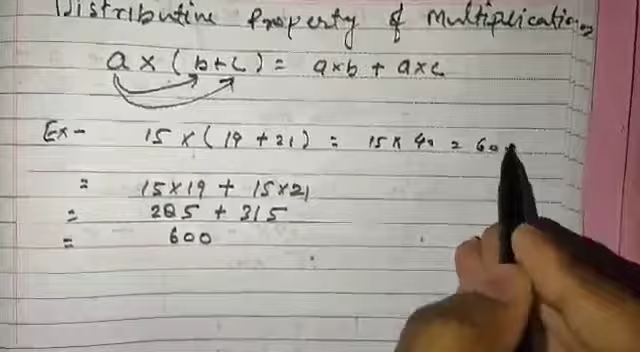 Distributive Property of Multiplication
a × (b+c) = a×b + a×c
Ex- 15 × (19 + 21) = 15 × 40 = 600
= 15×19 + 15×21
= 285 + 315
= 600